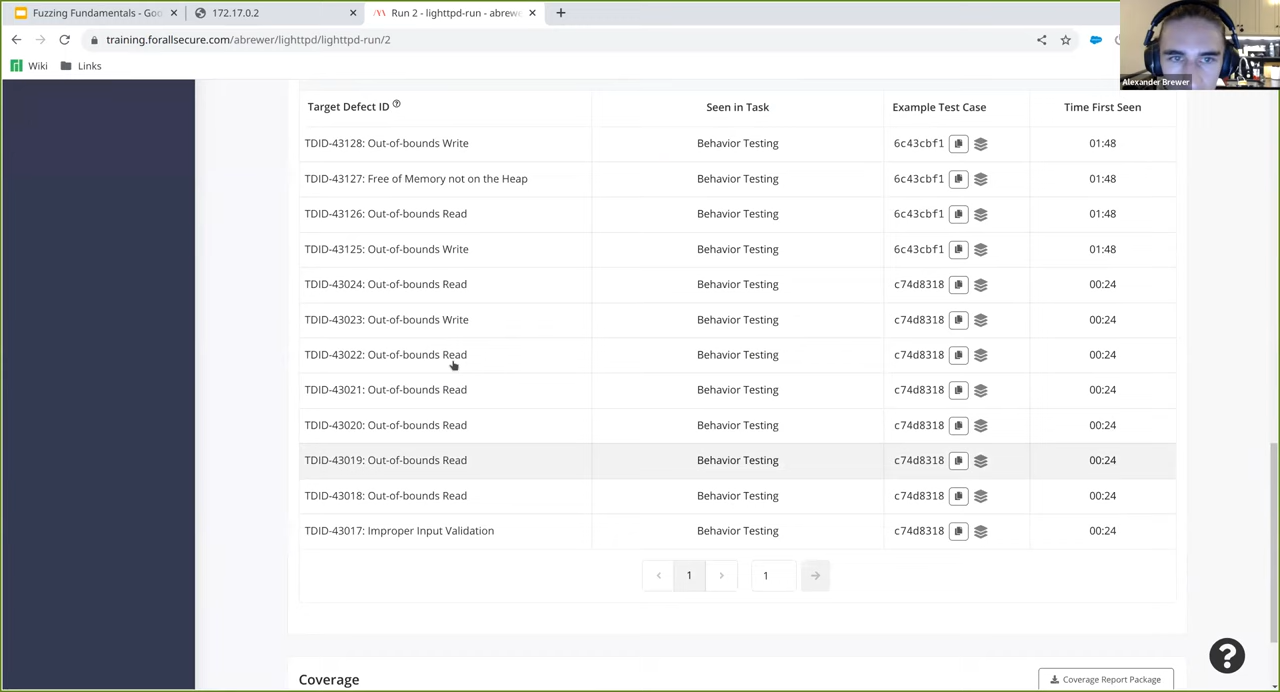 Fuzzing Fundamentals - Goo
172.17.0.2
Run 2 - lighttpd-run - abrewe
training.forallsecure.com/abrewer/lighttpd/lighttpd-run/2
Wiki Links
Alexander Brewer
Target Defect ID Seen in Task Example Test Case Time First Seen
TDID-43128: Out-of-bounds Write Behavior Testing 6c43cbf1 01:48
TDID-43127: Free of Memory not on the Heap Behavior Testing 6c43cbf1 01:48
TDID-43126: Out-of-bounds Read Behavior Testing 6c43cbf1 01:48
TDID-43125: Out-of-bounds Write Behavior Testing 6c43cbf1 01:48
TDID-43024: Out-of-bounds Read Behavior Testing c74d8318 00:24
TDID-43023: Out-of-bounds Write Behavior Testing c74d8318 00:24
TDID-43022: Out-of-bounds Read Behavior Testing c74d8318 00:24
TDID-43021: Out-of-bounds Read Behavior Testing c74d8318 00:24
TDID-43020: Out-of-bounds Read Behavior Testing c74d8318 00:24
TDID-43019: Out-of-bounds Read Behavior Testing c74d8318 00:24
TDID-43018: Out-of-bounds Read Behavior Testing c74d8318 00:24
TDID-43017: Improper Input Validation Behavior Testing c74d8318 00:24
1 1
Coverage Coverage Report Package